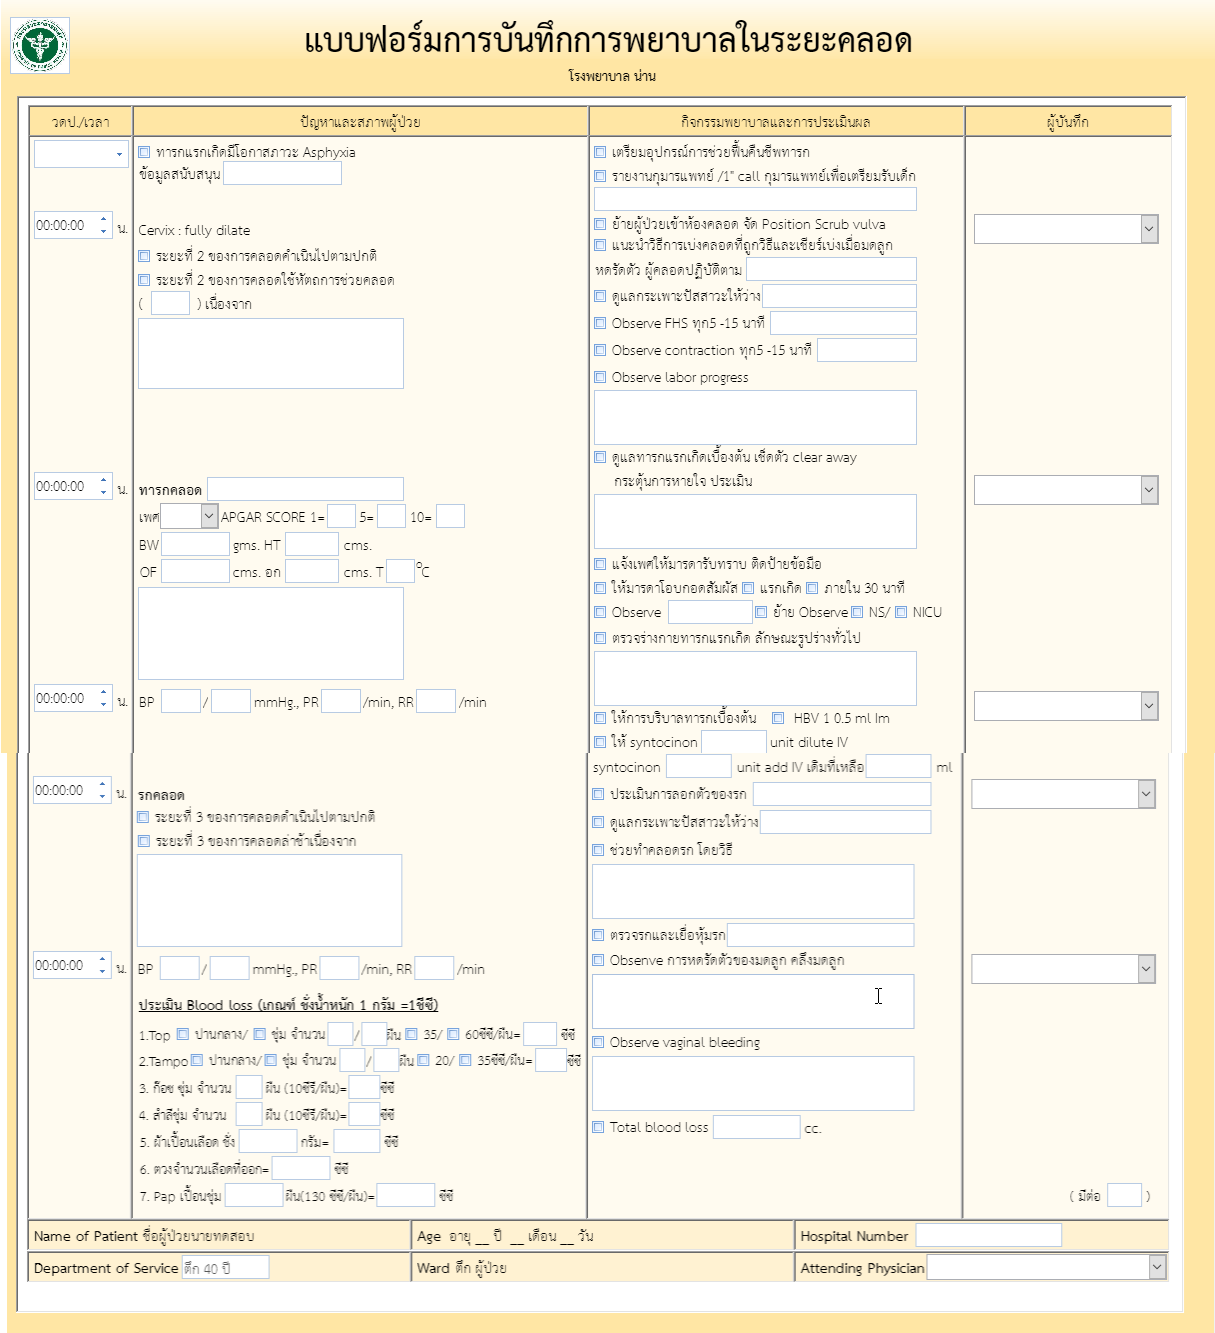 แบบฟอร์มการบันทึกการพยาบาลในระยะคลอด
โรงพยาบาล น่าน
วดป./เวลา ปัญหาและสภาพผู้ป่วย กิจกรรมพยาบาลและการประเมินผล ผู้บันทึก
ทารกแรกเกิดมีโอกาสภาวะ Asphyxia
ข้อมูลสนับสนุน
00:00:00 น. Cervix : fully dilate
ระยะที่ 2 ของการคลอดดำเนินไปตามปกติ
ระยะที่ 2 ของการคลอดใช้หัตถการช่วยคลอด
( ) เนื่องจาก
00:00:00 น. ทารกคลอด
เพศ APGAR SCORE 1= 5= 10=
BW gms. HT cms.
OF cms. อก cms. T °C
00:00:00 น. BP / mmHg., PR /min, RR /min
เตรียมอุปกรณ์การช่วยฟื้นคืนชีพทารก
รายงานกุมารแพทย์ /1" call กุมารแพทย์เพื่อเตรียมรับเด็ก
ย้ายผู้ป่วยเข้าห้องคลอด จัด Position Scrub vulva
แนะนำวิธีการเบ่งคลอดที่ถูกวิธีและเชียร์เบ่งเมื่อมดลูก
หดรัดตัว ผู้คลอดปฏิบัติตาม
ดูแลกระเพาะปัสสาวะให้ว่าง
Observe FHS ทุก5 -15 นาที
Observe contraction ทุก5 -15 นาที
Observe labor progress
ดูแลทารกแรกเกิดเบื้องต้น เช็ดตัว clear away
กระตุ้นการหายใจ ประเมิน
แจ้งเพศให้มารดารับทราบ ติดป้ายข้อมือ
ให้มารดาโอบกอดสัมผัส แรกเกิด ภายใน 30 นาที
Observe ย้าย Observe NS/ NICU
ตรวจร่างกายทารกแรกเกิด ลักษณะรูปร่างทั่วไป
ให้การบริบาลทารกเบื้องต้น HBV 1 0.5 ml Im
ให้ syntocinon unit dilute IV
syntocinon unit add IV เดิมที่เหลือ ml
00:00:00 น. รกคลอด
ระยะที่ 3 ของการคลอดดำเนินไปตามปกติ
ระยะที่ 3 ของการคลอดล่าช้าเนื่องจาก
00:00:00 น. BP / mmHg., PR /min, RR /min
ประเมิน Blood loss (เกณฑ์ ชั่งน้ำหนัก 1 กรัม =1ซีซี)
1.Top ปานกลาง/ ชุ่ม จำนวน / ผืน 35/ 60ซีซี/ผืน= ซีซี
2.Tampo ปานกลาง/ ชุ่ม จำนวน / ผืน 20/ 35ซีซี/ผืน= ซีซี
3. ก๊อซ ชุ่ม จำนวน ผืน (10ซีรี/ผืน)= ซีซี
4. สำลีชุ่ม จำนวน ผืน (10ซีรี/ผืน)= ซีซี
5. ผ้าเปื้อนเลือด ชั่ง กรัม= ซีซี
6. ตวงจำนวนเลือดที่ออก= ซีซี
7. Pap เปื้อนชุ่ม ผืน(130 ซีซี/ผืน)= ซีซี
ประเมินการลอกตัวของรก
ดูแลกระเพาะปัสสาวะให้ว่าง
ช่วยทำคลอดรก โดยวิธี
ตรวจรกและเยื่อหุ้มรก
Obsenve การหดรัดตัวของมดลูก คลึงมดลูก
Observe vaginal bleeding
Total blood loss cc.
( มีต่อ )
Name of Patient ชื่อผู้ป่วยนายทดสอบ Age อายุ __ ปี __ เดือน __ วัน Hospital Number
Department of Service ตึก 40 ปี Ward ตึก ผู้ป่วย Attending Physician